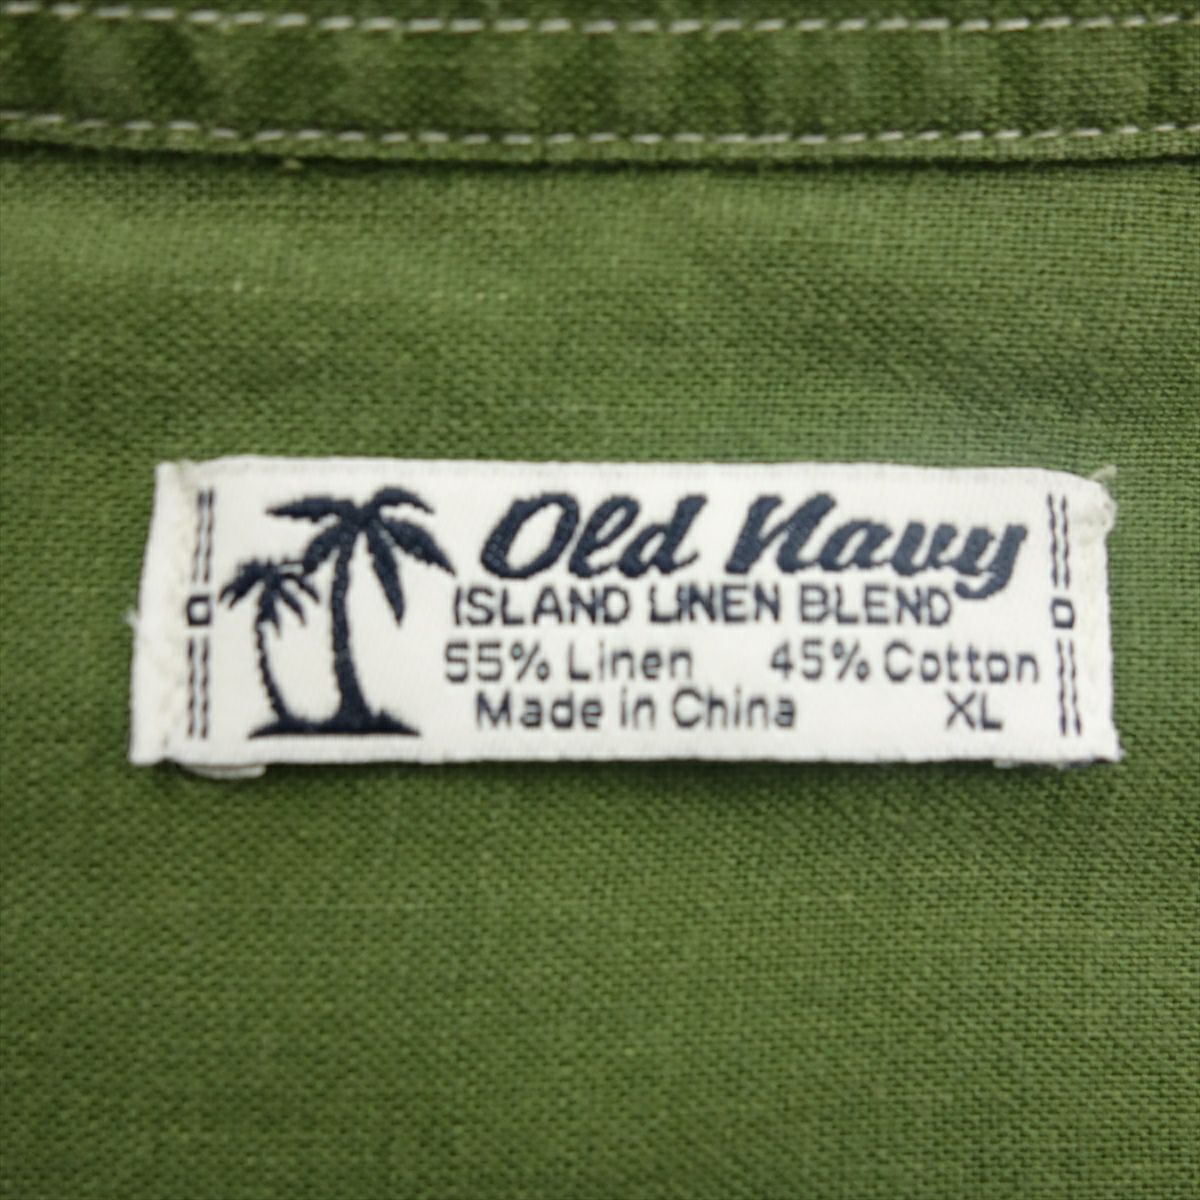 Old Navy
ISLAND LINEN BLEND
55% Linen 45% Cotton
Made in China XL